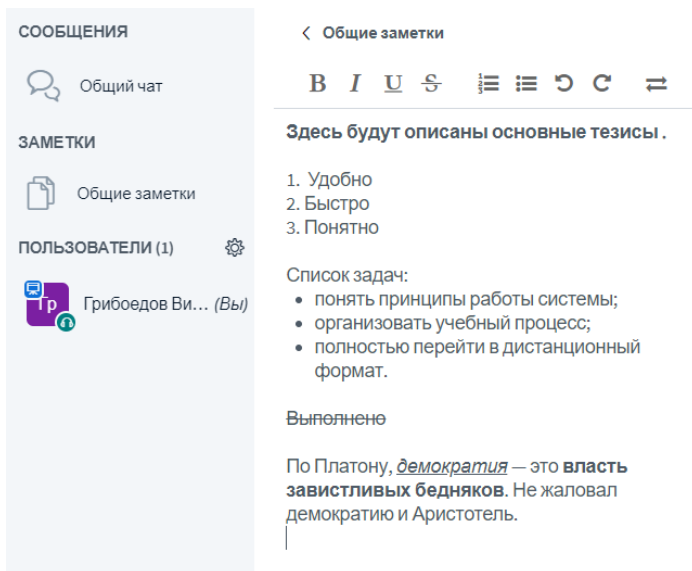 СООБЩЕНИЯ
Общий чат
ЗАМЕТКИ
Общие заметки
ПОЛЬЗОВАТЕЛИ (1)
Гр
Грибоедов Ви... (Вы)
Общие заметки
B I U S
Здесь будут описаны основные тезисы .
1. Удобно
2. Быстро
3. Понятно
Список задач:
• понять принципы работы системы;
• организовать учебный процесс;
• полностью перейти в дистанционный
формат.
Выполнено
По Платону, демократия — это власть
завистливых бедняков. Не жаловал
демократию и Аристотель.